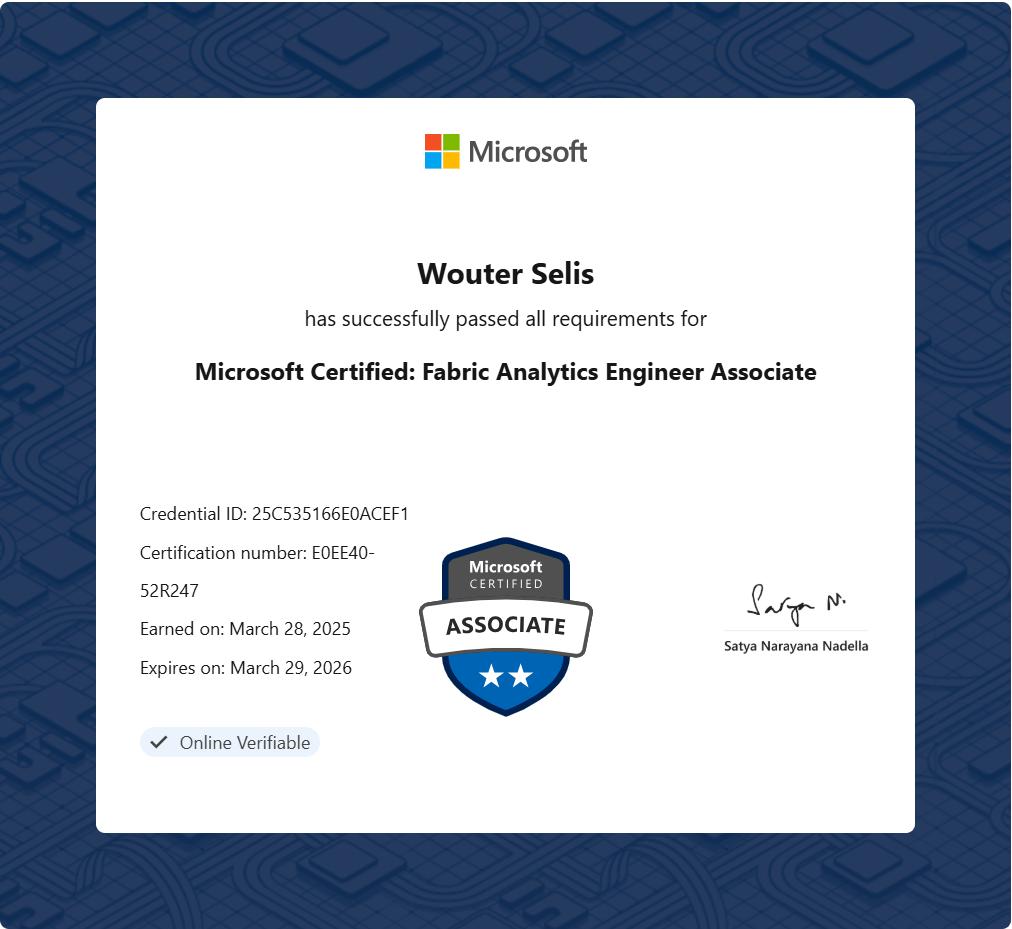 Microsoft
Wouter Selis
has successfully passed all requirements for
Microsoft Certified: Fabric Analytics Engineer Associate
Credential ID: 25C535166E0ACEF1
Certification number: E0EE40-
52R247
Earned on: March 28, 2025
Expires on: March 29, 2026
Online Verifiable
Microsoft
CERTIFIED
ASSOCIATE
Satya N.
Satya Narayana Nadella